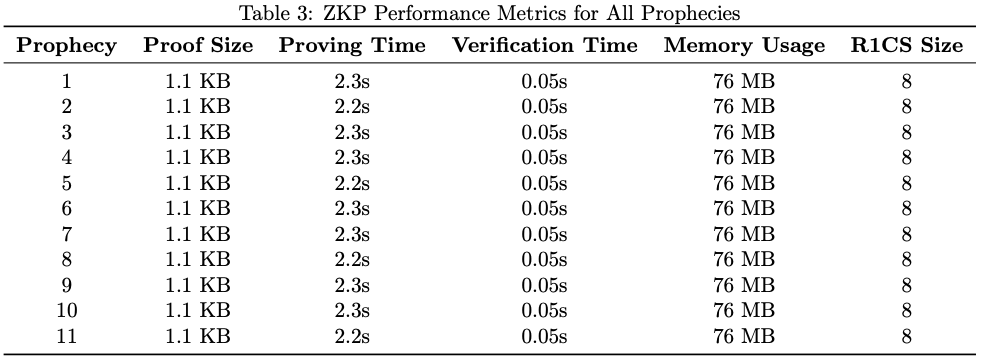 Table 3: ZKP Performance Metrics for All Prophecies
Prophecy Proof Size Proving Time Verification Time Memory Usage R1CS Size
1 1.1 KB 2.3s 0.05s 76 MB 8
2 1.1 KB 2.2s 0.05s 76 MB 8
3 1.1 KB 2.3s 0.05s 76 MB 8
4 1.1 KB 2.3s 0.05s 76 MB 8
5 1.1 KB 2.2s 0.05s 76 MB 8
6 1.1 KB 2.3s 0.05s 76 MB 8
7 1.1 KB 2.3s 0.05s 76 MB 8
8 1.1 KB 2.2s 0.05s 76 MB 8
9 1.1 KB 2.3s 0.05s 76 MB 8
10 1.1 KB 2.3s 0.05s 76 MB 8
11 1.1 KB 2.2s 0.05s 76 MB 8